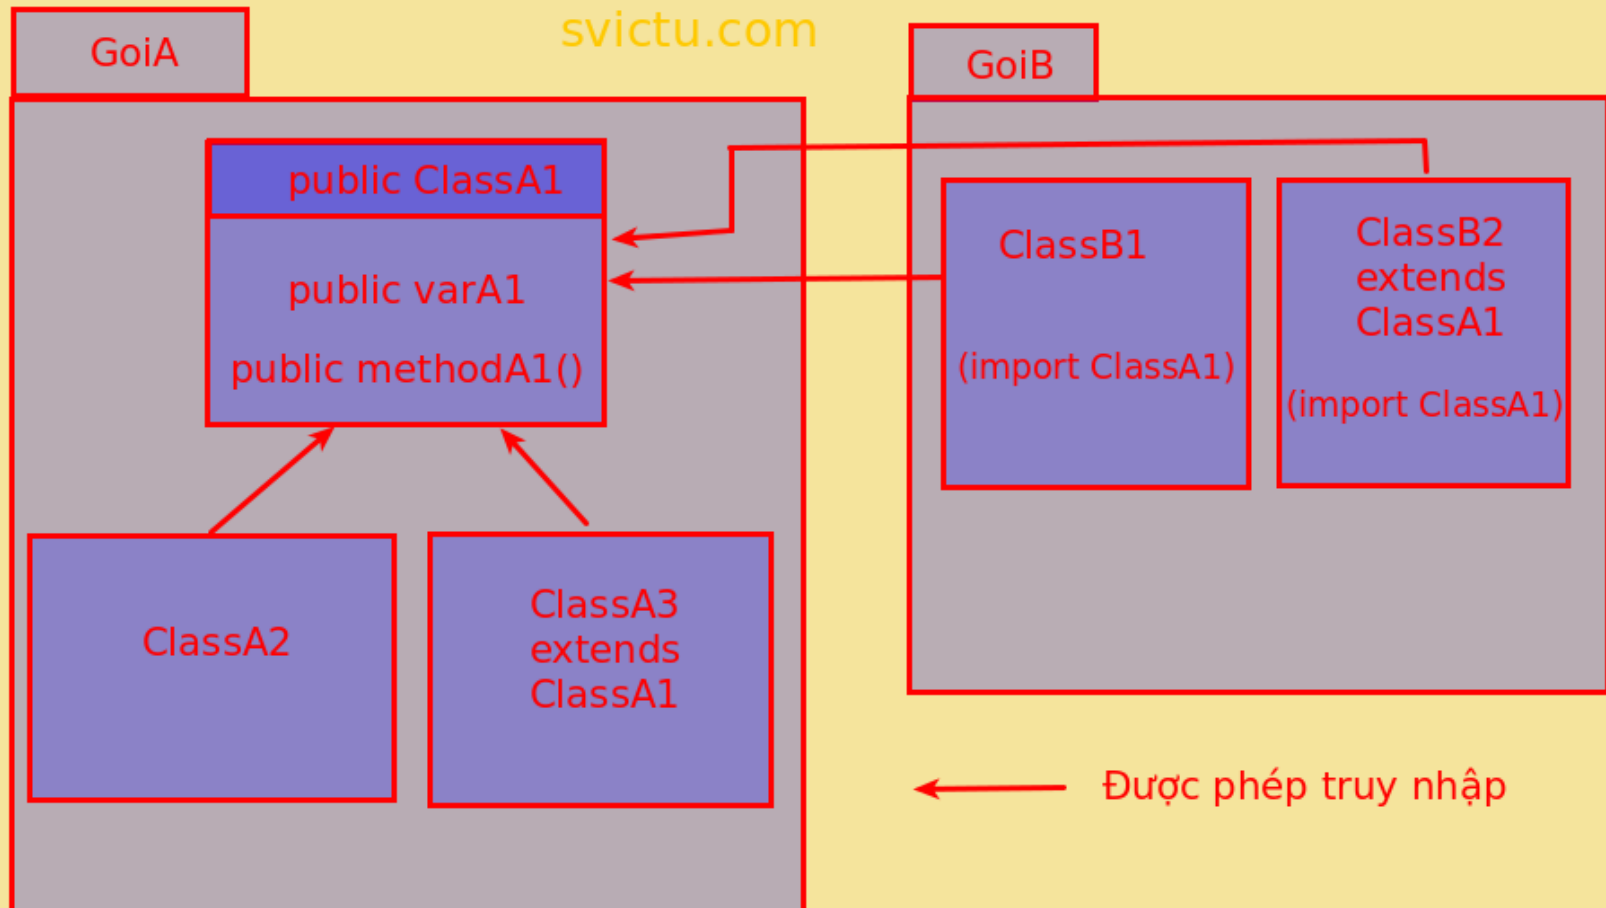 svictu.com
GoiA
public ClassA1
public varA1
public methodA1()
ClassA2
ClassA3
extends
ClassA1
GoiB
ClassB1
(import ClassA1)
ClassB2
extends
ClassA1
(import ClassA1)
Được phép truy nhập